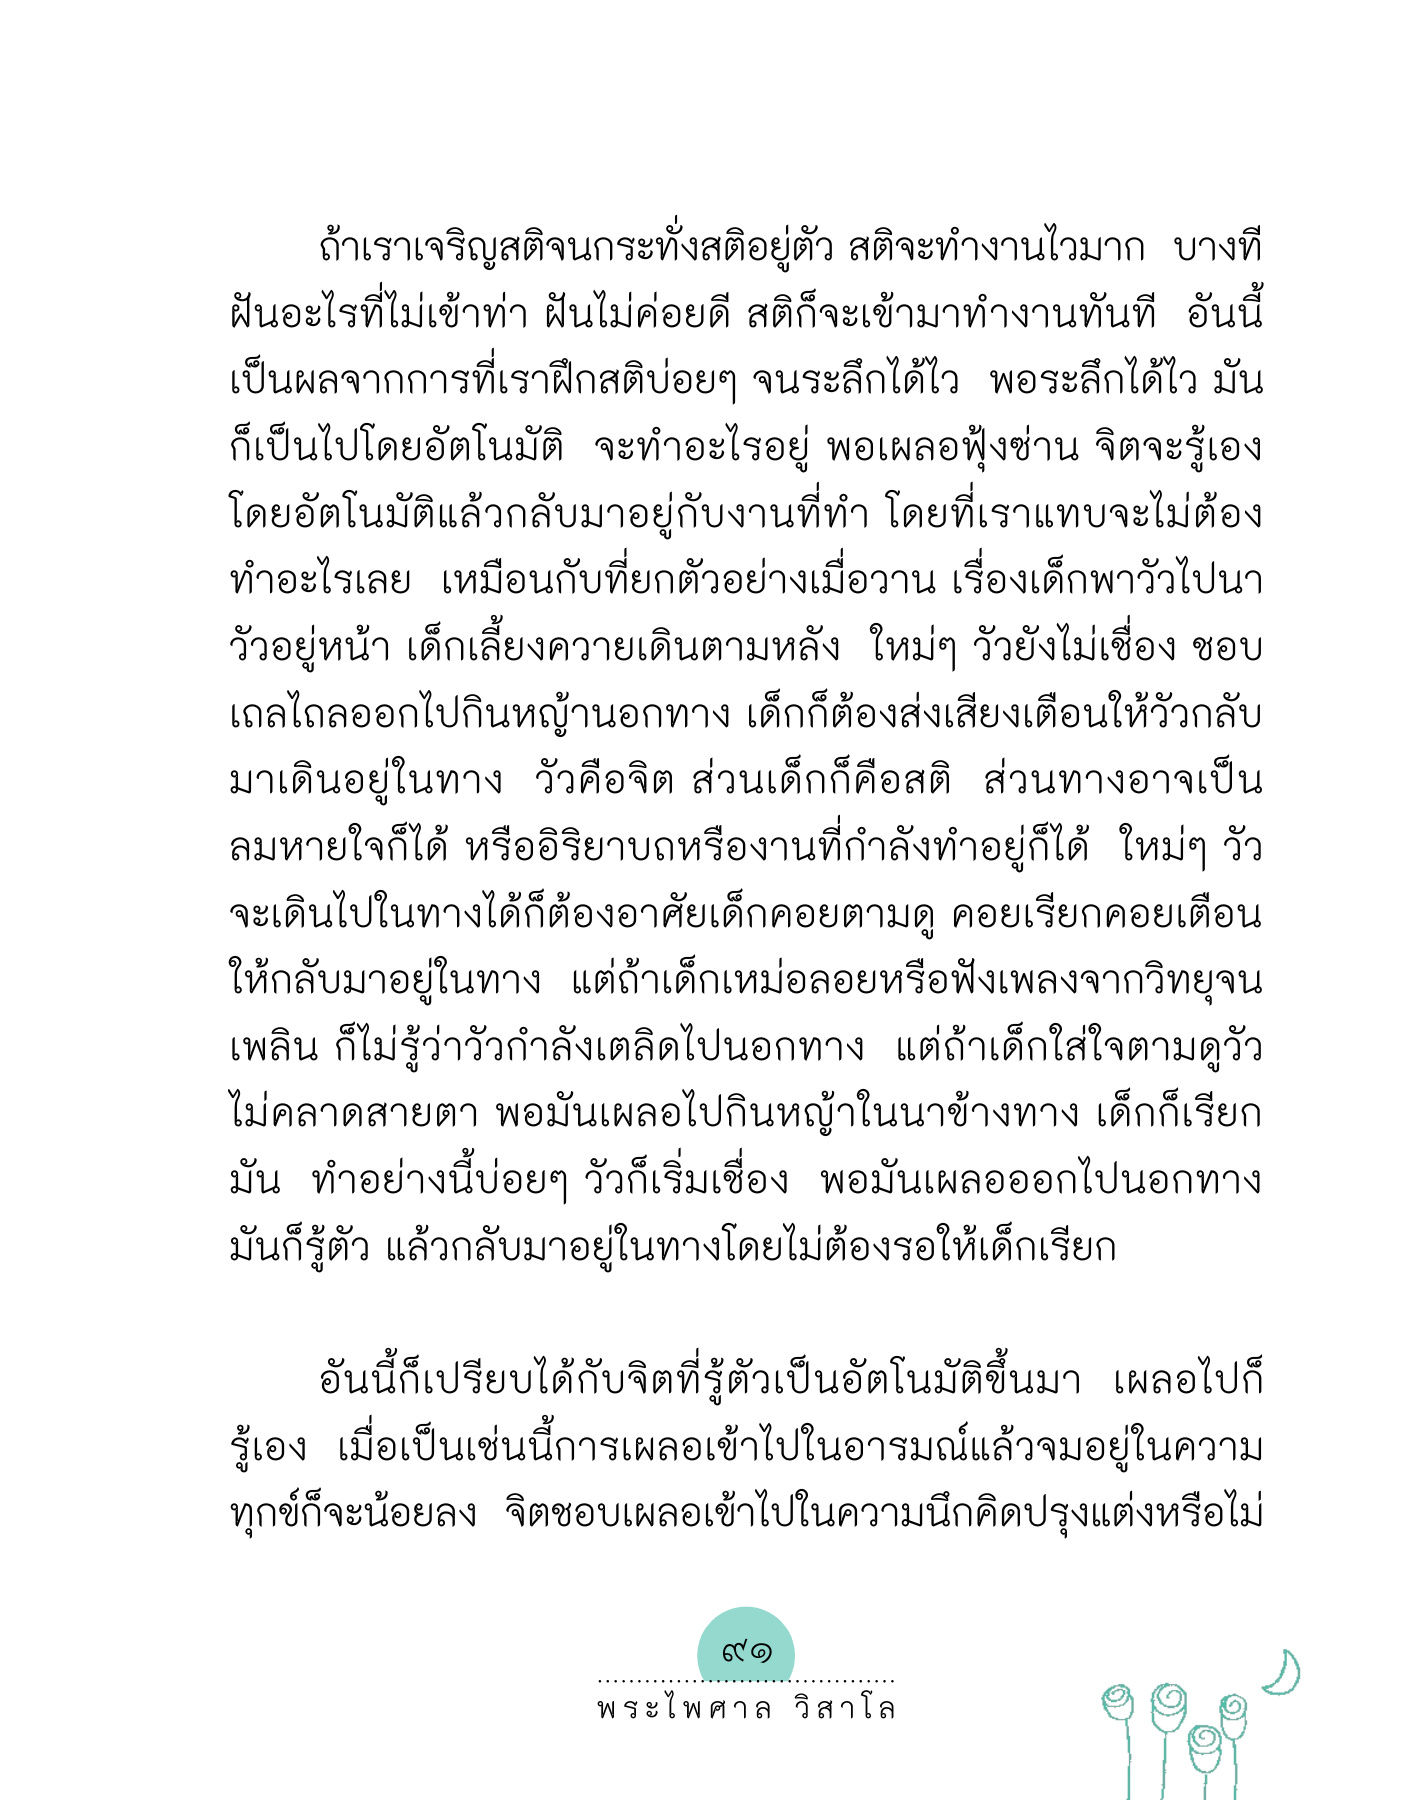 ถ้าเราเจริญสติจนกระทั่งสติอยู่ตัว สติจะทำงานไวมาก บางที
ฝันอะไรที่ไม่เข้าท่า ฝันไม่ค่อยดี สติก็จะเข้ามาทำงานทันที อันนี้
เป็นผลจากการที่เราฝึกสติบ่อยๆ จนระลึกได้ไว พอระลึกได้ไว มัน
ก็เป็นไปโดยอัตโนมัติ จะทำอะไรอยู่ พอเผลอฟุ้งซ่าน จิตจะรู้เอง
โดยอัตโนมัติแล้วกลับมาอยู่กับงานที่ทำ โดยที่เราแทบจะไม่ต้อง
ทำอะไรเลย เหมือนกับที่ยกตัวอย่างเมื่อวาน เรื่องเด็กพาวัวไปนา
วัวอยู่หน้า เด็กเลี้ยงควายเดินตามหลัง ใหม่ๆ วัวยังไม่เชื่อง ชอบ
เถลไถลออกไปกินหญ้านอกทาง เด็กก็ต้องส่งเสียงเตือนให้วัวกลับ
มาเดินอยู่ในทาง วัวคือจิต ส่วนเด็กก็คือสติ ส่วนทางอาจเป็น
ลมหายใจก็ได้ หรืออิริยาบถหรืองานที่กำลังทำอยู่ก็ได้ ใหม่ๆ วัว
จะเดินไปในทางได้ก็ต้องอาศัยเด็กคอยตามดู คอยเรียกคอยเตือน
ให้กลับมาอยู่ในทาง แต่ถ้าเด็กเหม่อลอยหรือฟังเพลงจากวิทยุจน
เพลิน ก็ไม่รู้ว่าวัวกำลังเตลิดไปนอกทาง แต่ถ้าเด็กใส่ใจตามดูวัว
ไม่คลาดสายตา พอมันเผลอไปกินหญ้าในนาข้างทาง เด็กก็เรียก
มัน ทำอย่างนี้บ่อยๆ วัวก็เริ่มเชื่อง พอมันเผลอออกไปนอกทาง
มันก็รู้ตัว แล้วกลับมาอยู่ในทางโดยไม่ต้องรอให้เด็กเรียก
อันนี้ก็เปรียบได้กับจิตที่รู้ตัวเป็นอัตโนมัติขึ้นมา เผลอไปก็
รู้เอง เมื่อเป็นเช่นนี้การเผลอเข้าไปในอารมณ์แล้วจมอยู่ในความ
ทุกข์ก็จะน้อยลง จิตชอบเผลอเข้าไปในความนึกคิดปรุงแต่งหรือไม่
๙๑
พระไพศาล วิสาโล